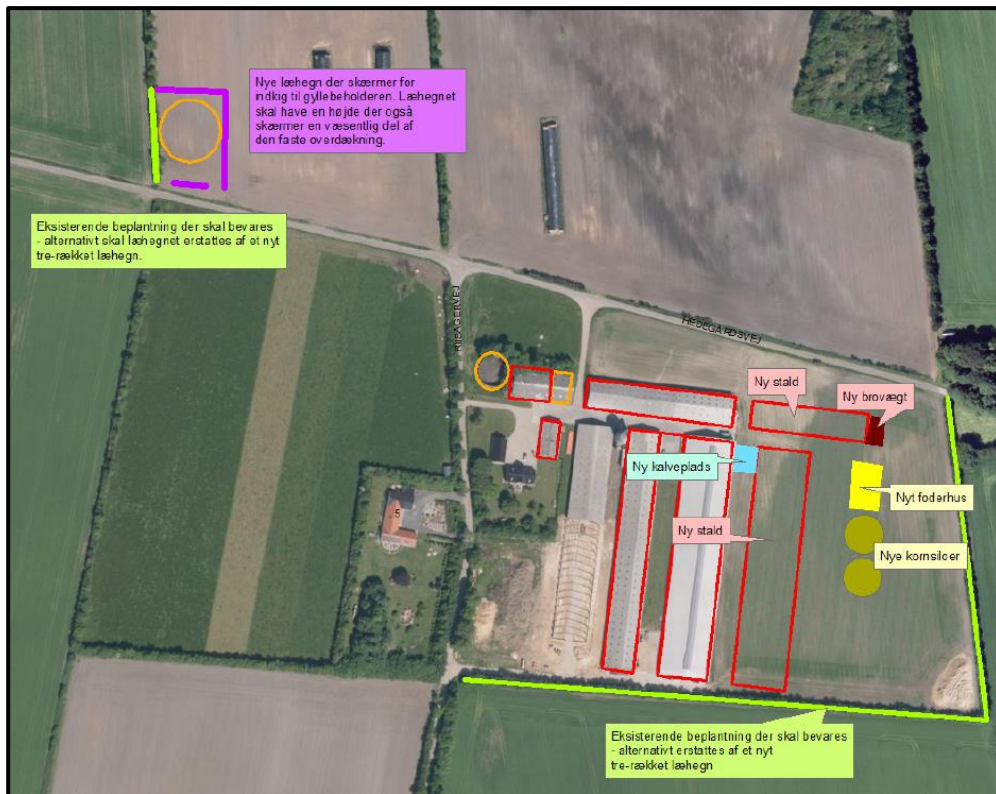 Nye læhegn der skærmer for
indkig til gyllebeholderen. Læhegnet
skal have en højde der også
skærmer en væsentlig del af
den faste overdækning.
Eksisterende beplantning der skal bevares
- alternativt skal læhegnet erstattes af et nyt
tre-rækket læhegn.
HEDEGÅRDSVEJ
Ny stald
Ny brovægt
Ny kalveplads
Nyt foderhus
5
Ny stald
Nye kornsiloer
Eksisterende beplantning der skal bevares
- alternativt erstattes af et nyt
tre-rækket læhegn